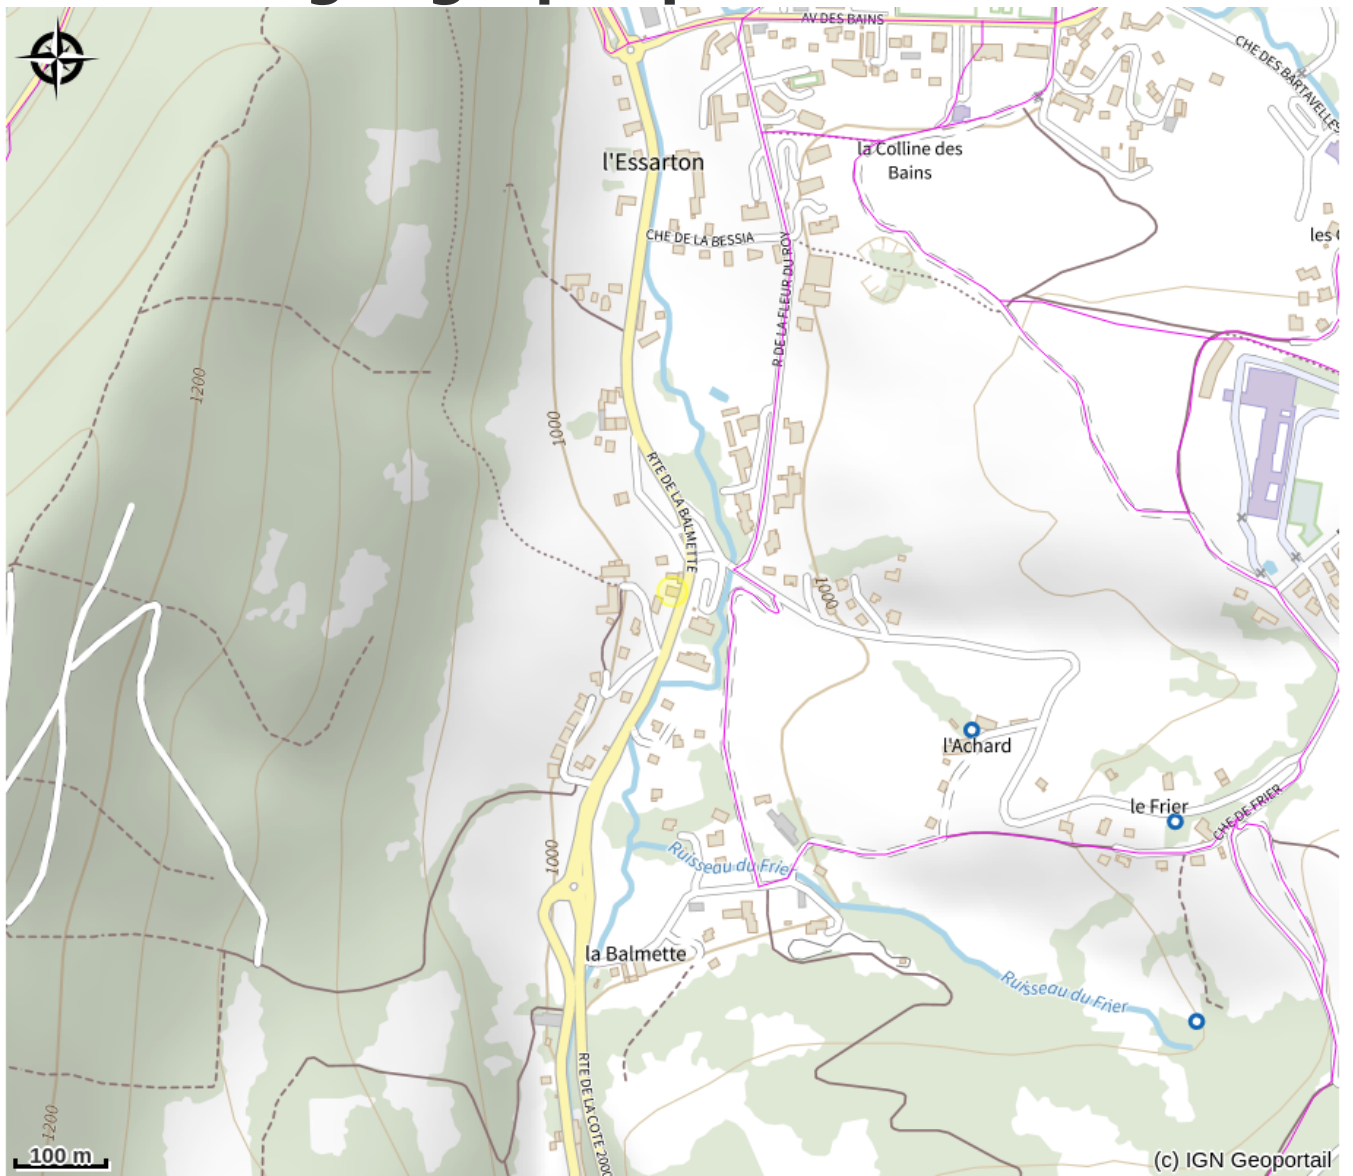 AV DES BAINS
CHE DES BARTAVELLES
l'Essarton
la Colline des
Bains
CHE DE LA BESSIA
R DE LA FLEUR DU ROY
1200
1000
RTE DE LA BALMETTE
1000
l'Achard
le Frier
CHE DE FRIER
1000
Ruisseau du Frier
la Balmette
Ruisseau du Frier
RTE DE LA COTE 2000
1200
100 m
(c) IGN Geoportail